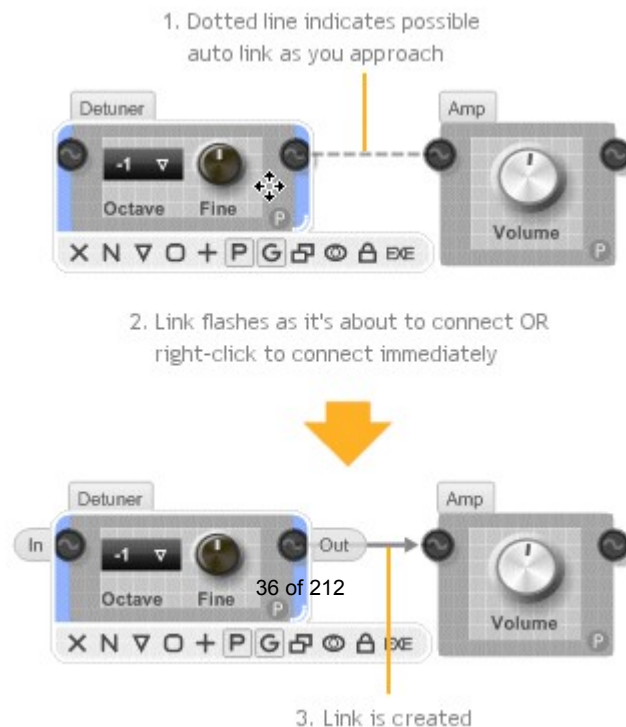 1. Dotted line indicates possible
auto link as you approach
Detuner
Amp
-1
Octave
Fine
Volume
P
P
X N P G EXE
2. Link flashes as it's about to connect OR
right-click to connect immediately
Detuner
Amp
In
-1
Out
Octave
Fine
36 of 212
Volume
P
P
X N P G EXE
3. Link is created